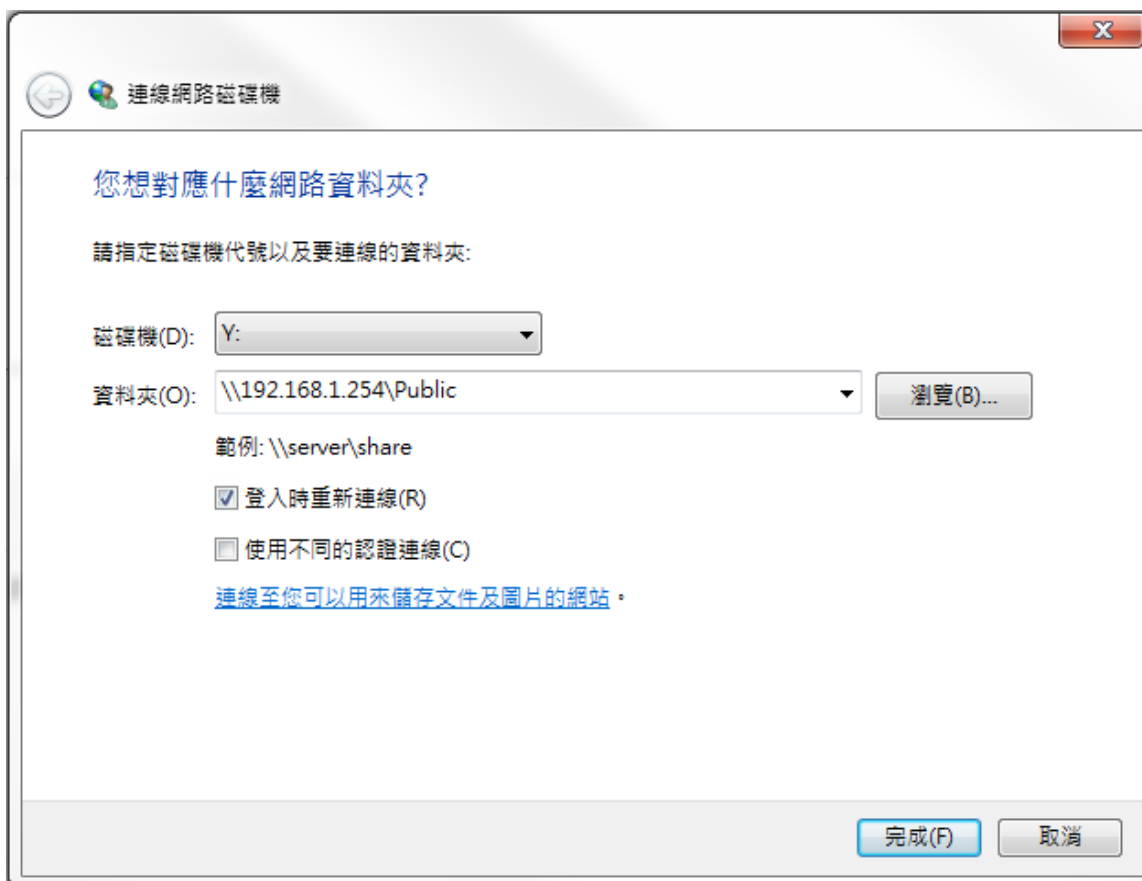 連線網路磁碟機
您想對應什麼網路資料夾?
請指定磁碟機代號以及要連線的資料夾:
磁碟機(D): Y:
資料夾(O): \\192.168.1.254\Public 瀏覽(B)...
範例: \\server\share
登入時重新連線(R)
使用不同的認證連線(C)
連線至您可以用來儲存文件及圖片的網站。
完成(F) 取消